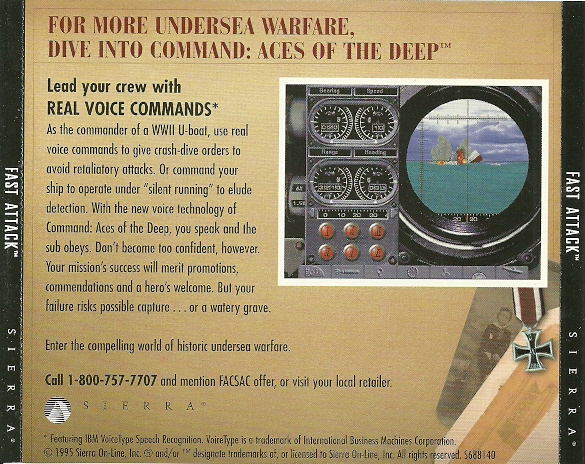 FOR MORE UNDERSEA WARFARE,
DIVE INTO COMMAND: ACES OF THE DEEP™
Lead your crew with
REAL VOICE COMMANDS*
As the commander of a WWII U-boat, use real
voice commands to give crash-dive orders to
avoid retaliatory attacks. Or command your
ship to operate under "silent running" to elude
detection. With the new voice technology of
Command: Aces of the Deep, you speak and the
sub obeys. Don't become too confident, however.
Your mission's success will merit promotions,
commendations and a hero's welcome. But your
failure risks possible capture . . . or a watery grave.
Enter the compelling world of historic undersea warfare.
Call 1-800-757-7707 and mention FACSAC offer, or visit your local retailer.
SIERRA®
* Featuring IBM VoiceType Speech Recognition. VoireType is a trademark of International Business Machines Corporation.
© 1995 Sierra On-Line, Inc. ® and/or ™ designate trademarks of, or licensed to Sierra On-Line, Inc. All rights reserved. S688140
Bearing Speed
Range Heading
FAST ATTACK™ SIERRA®
FAST ATTACK™ SIERRA®